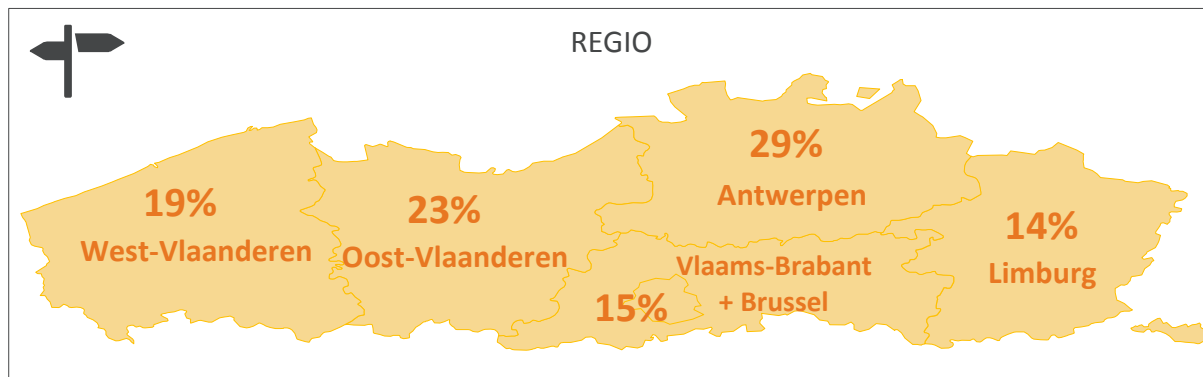 REGIO
19%
West-Vlaanderen
23%
Oost-Vlaanderen
29%
Antwerpen
15%
Vlaams-Brabant
+ Brussel
14%
Limburg